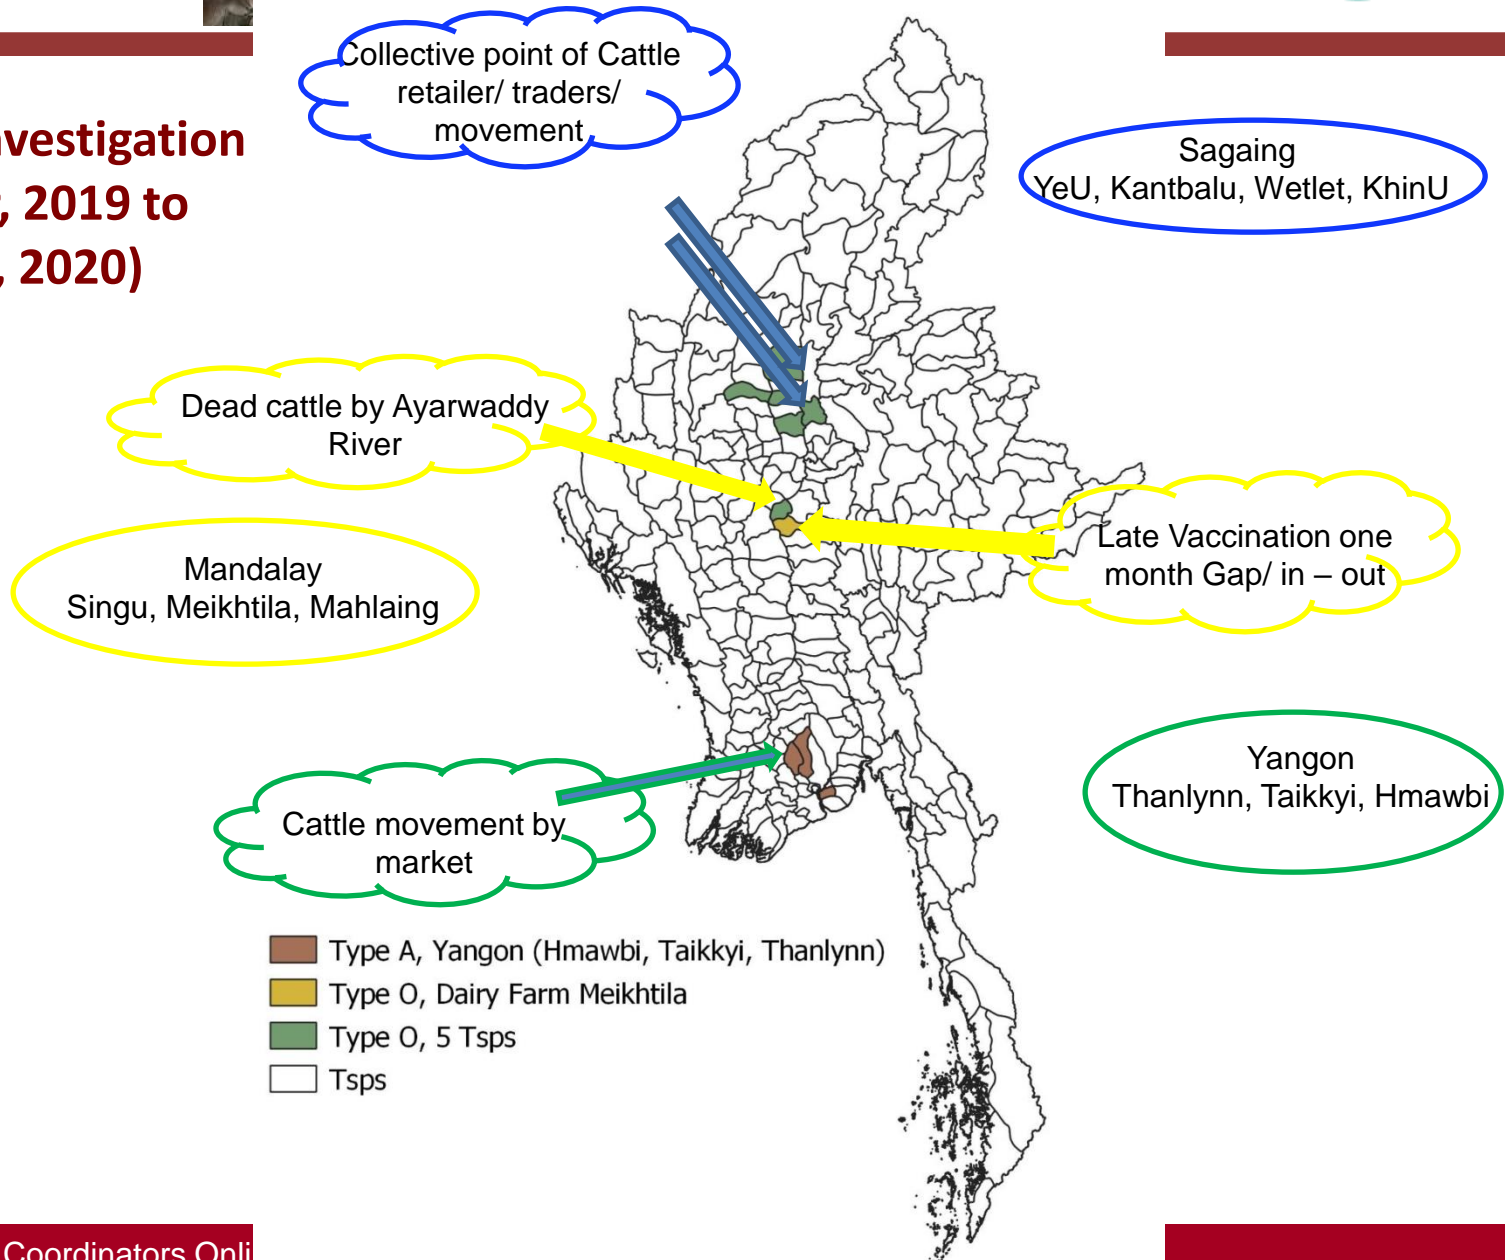 Collective point of Cattle
retailer/ traders/
movement
2019 to
2020)
Sagaing
YeU, Kantbalu, Wetlet, KhinU
Dead cattle by Ayarwaddy
River
Late Vaccination one
month Gap/ in – out
Mandalay
Singu, Meikhtila, Mahlaing
Yangon
Thanlynn, Taikkyi, Hmawbi
Cattle movement by
market
Type A, Yangon (Hmawbi, Taikkyi, Thanlynn)
Type O, Dairy Farm Meikhtila
Type O, 5 Tsps
Tsps
Coordinators